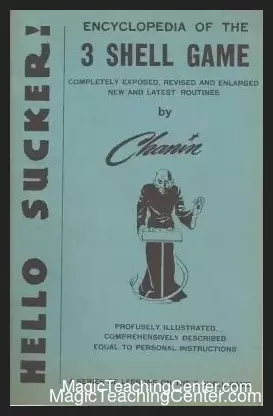 HELLO SUCKER!
ENCYCLOPEDIA OF THE
3 SHELL GAME
COMPLETELY EXPOSED, REVISED AND ENLARGED
NEW AND LATEST ROUTINES
by
Chanin
PROFUSELY ILLUSTRATED,
COMPREHENSIVELY DESCRIBED
EQUAL TO PERSONAL INSTRUCTIONS
MagicTeachingCenter.com
MagicTeachingCenter.com